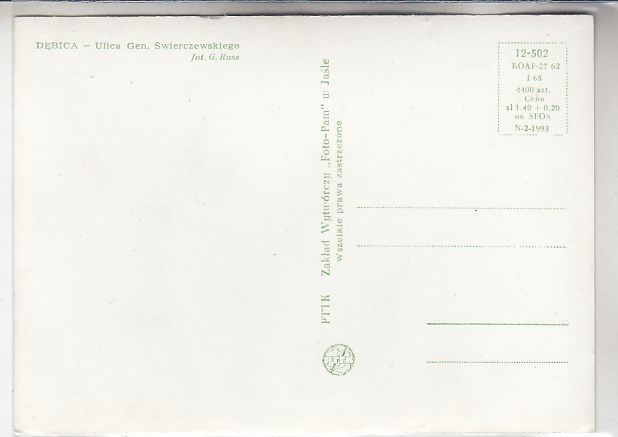 DĘBICA — Ulica Gen. Świerczewskiego
fot. G. Russ
PTTK Zakład Wytwórczy „Foto-Pam" w Jaśle
Wszelkie prawa zastrzeżone
12-502
KOAF-27 62
I 65
4400 szt.
Cena
zł 1.40 + 0.20
na SFOS
N-2-1993